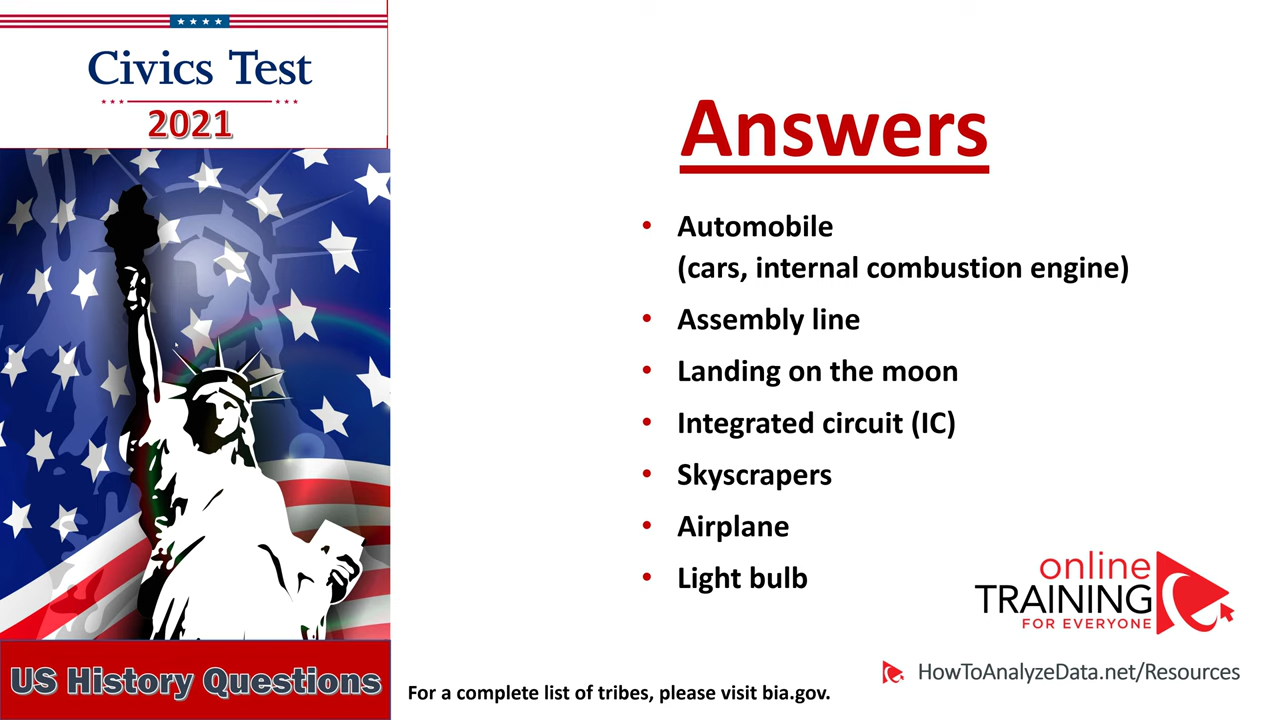 Civics Test
2021
US History Questions
Answers
• Automobile
(cars, internal combustion engine)
• Assembly line
• Landing on the moon
• Integrated circuit (IC)
• Skyscrapers
• Airplane
• Light bulb
online
TRAINING
FOR EVERYONE
HowToAnalyzeData.net/Resources
For a complete list of tribes, please visit bia.gov.